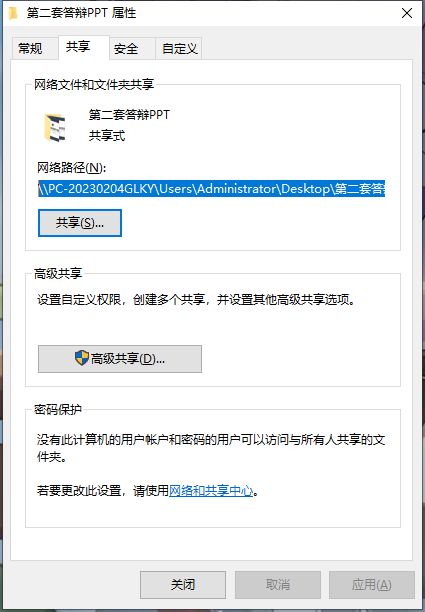 第二套答辩PPT 属性
常规 共享 安全 自定义
网络文件和文件夹共享
第二套答辩PPT
共享式
网络路径(N):
\\PC-20230204GLKY\Users\Administrator\Desktop\第二套答
共享(S)...
高级共享
设置自定义权限，创建多个共享，并设置其他高级共享选项。
高级共享(D)...
密码保护
没有此计算机的用户帐户和密码的用户可以访问与所有人共享的文
件夹。
若要更改此设置，请使用网络和共享中心。
关闭 取消 应用(A)